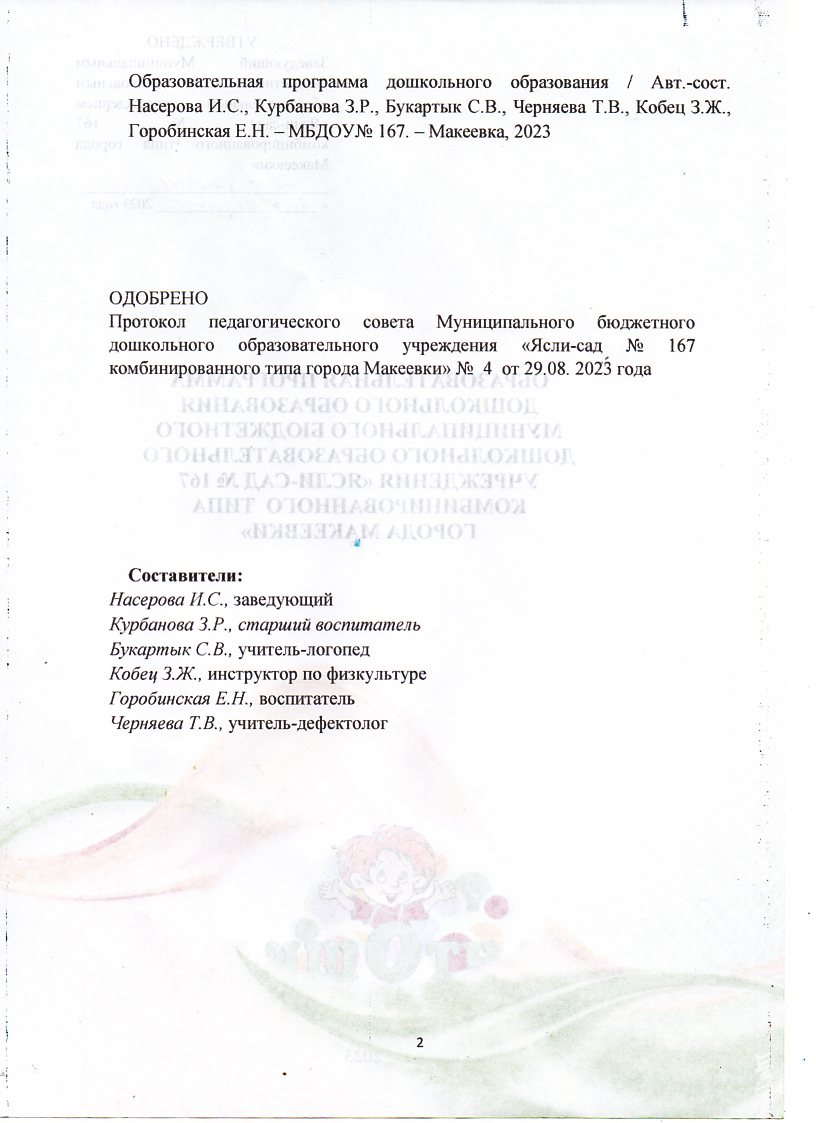 Образовательная программа дошкольного образования / Авт.-сост.
Насерова И.С., Курбанова З.Р., Букартык С.В., Черняева Т.В., Кобец З.Ж.,
Горобинская Е.Н. – МБДОУ№ 167. – Макеевка, 2023
ОДОБРЕНО
Протокол педагогического совета Муниципального бюджетного
дошкольного образовательного учреждения «Ясли-сад № 167
комбинированного типа города Макеевки» № 4 от 29.08. 2023 года
Составители:
Насерова И.С., заведующий
Курбанова З.Р., старший воспитатель
Букартык С.В., учитель-логопед
Кобец З.Ж., инструктор по физкультуре
Горобинская Е.Н., воспитатель
Черняева Т.В., учитель-дефектолог
2